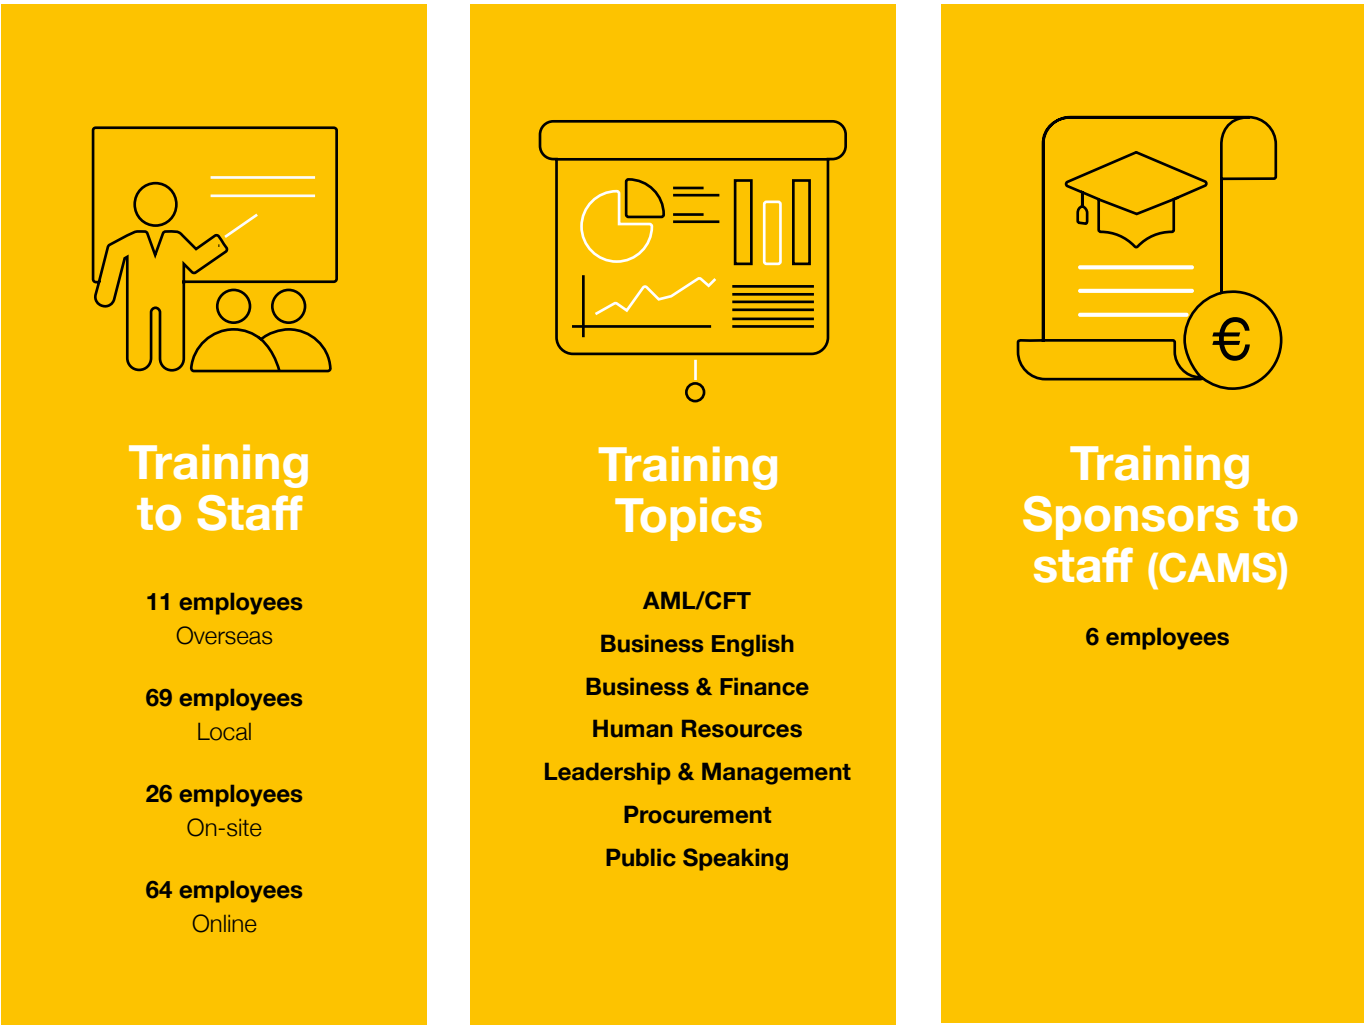 Training
to Staff
11 employees
Overseas
69 employees
Local
26 employees
On-site
64 employees
Online
Training
Topics
AML/CFT
Business English
Business & Finance
Human Resources
Leadership & Management
Procurement
Public Speaking
€
Training
Sponsors to
staff (CAMS)
6 employees